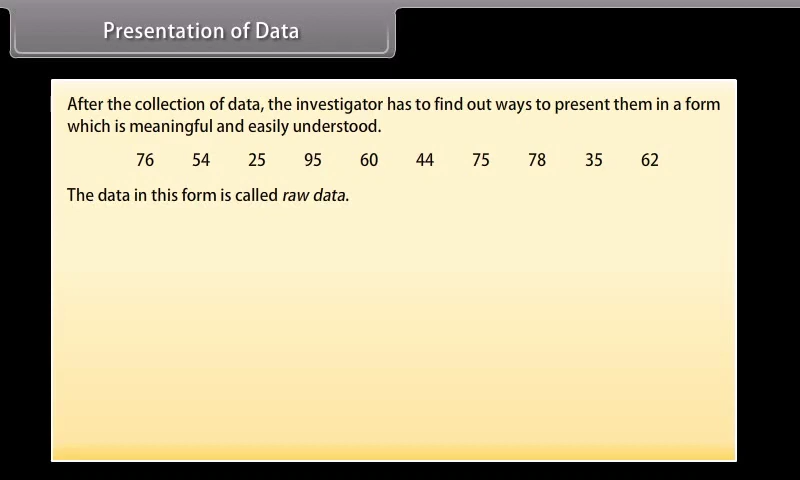 Presentation of Data
After the collection of data, the investigator has to find out ways to present them in a form
which is meaningful and easily understood.
76 54 25 95 60 44 75 78 35 62
The data in this form is called raw data.